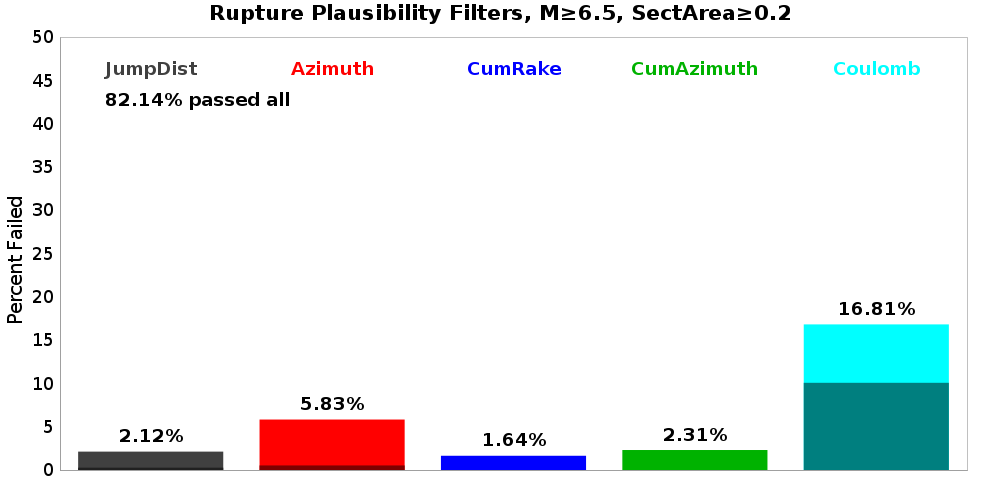 Rupture Plausibility Filters, M≥6.5, SectArea≥0.2
50
45
40
35
30
25
20
15
10
5
0
Percent Failed
JumpDist Azimuth CumRake CumAzimuth Coulomb
82.14% passed all
2.12% 5.83% 1.64% 2.31% 16.81%